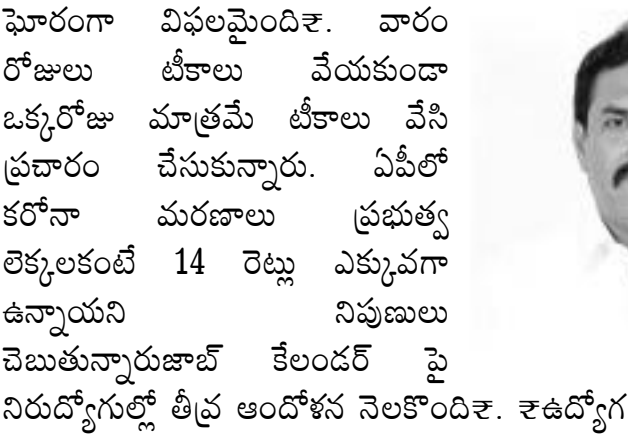 ఘోరంగా విఫలమైంది₹. వారం
రోజులు టీకాలు వేయకుండా
ఒక్కరోజు మాత్రమే టీకాలు వేసి
ప్రచారం చేసుకున్నారు. ఏపీలో
కరోనా మరణాలు ప్రభుత్వ
లెక్కలకంటే 14 రెట్లు ఎక్కువగా
ఉన్నాయని నిపుణులు
చెబుతున్నారుజాబ్ కేలండర్ పై
నిరుద్యోగుల్లో తీవ్ర ఆందోళన నెలకొంది₹. ₹ఉద్యోగ